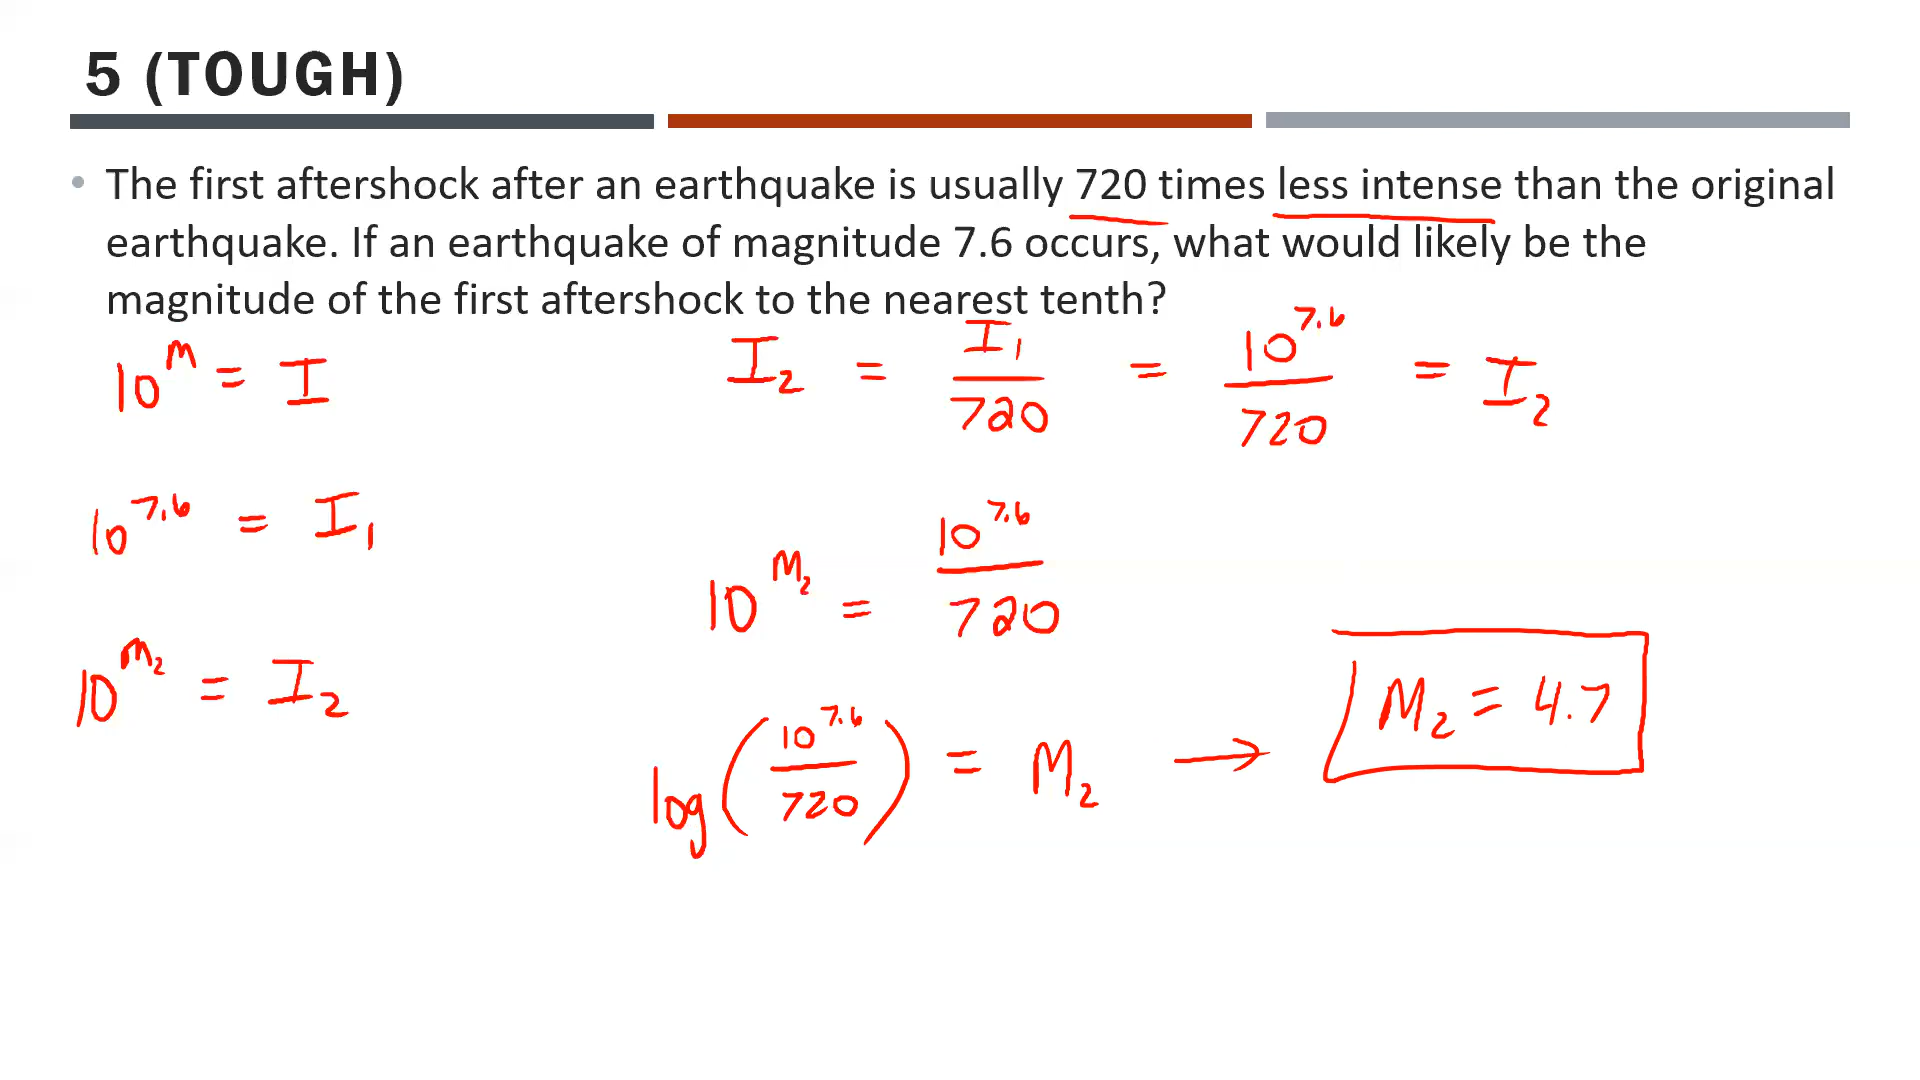 5 (TOUGH)
• The first aftershock after an earthquake is usually 720 times less intense than the original
earthquake. If an earthquake of magnitude 7.6 occurs, what would likely be the
magnitude of the first aftershock to the nearest tenth?
10^M = I
I₂ = I₁/720 = 10^7.6/720 = I₂
10^7.6 = I₁
10^M₂ = 10^7.6/720
10^M₂ = I₂
log(10^7.6/720) = M₂ → M₂ = 4.7